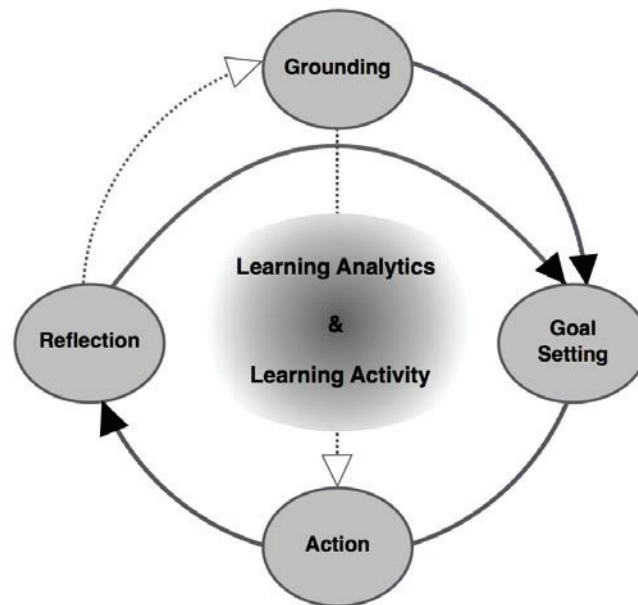 Grounding
Learning Analytics
&
Learning Activity
Reflection
Goal
Setting
Action